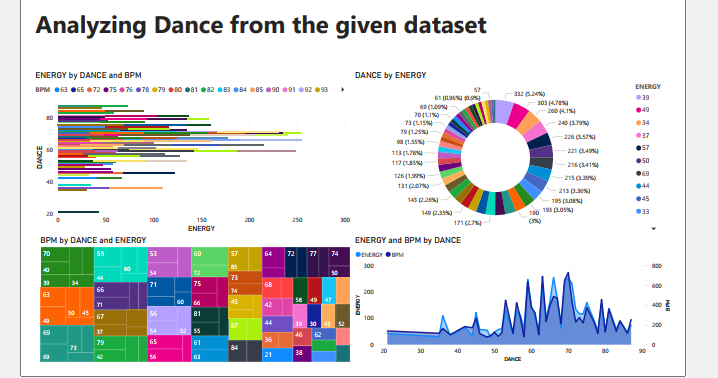 Analyzing Dance from the given dataset
ENERGY by DANCE and BPM
BPM 63 65 72 75 76 78 79 80 81 82 83 84 85 90 91 92 93
DANCE
80
60
40
20
0 50 100 150 200 250 300
ENERGY
DANCE by ENERGY
57
61 (0.96%) (0.9%)
69 (1.09%)
70 (1.1%)
73 (1.15%)
79 (1.25%)
98 (1.55%)
113 (1.78%)
117 (1.85%)
126 (1.99%)
131 (2.07%)
143 (2.26%)
149 (2.35%)
171 (2.7%)
190
(3%)
332 (5.24%)
303 (4.78%)
260 (4.1%)
240 (3.79%)
226 (3.57%)
221 (3.49%)
216 (3.41%)
215 (3.39%)
213 (3.36%)
195 (3.08%)
193 (3.05%)
ENERGY
39
49
34
37
57
50
69
44
45
33
BPM by DANCE and ENERGY
70 59 53 60 57 64 72 77 74
40 80 54 72 85 50
39 34 44
63 66 71 75 73 68 58 49 47
50 45 71 60 66 74 42
67 56 81 45 44 39 30 45 52
37 54 32 55
69 79 65 61 67 36 46 62
73 42 56 63 84 21 38
69
ENERGY and BPM by DANCE
ENERGY BPM
ENERGY
300
200
100
0
20 30 40 50 60 70 80 90
DANCE
800
600
400
200
0
BPM